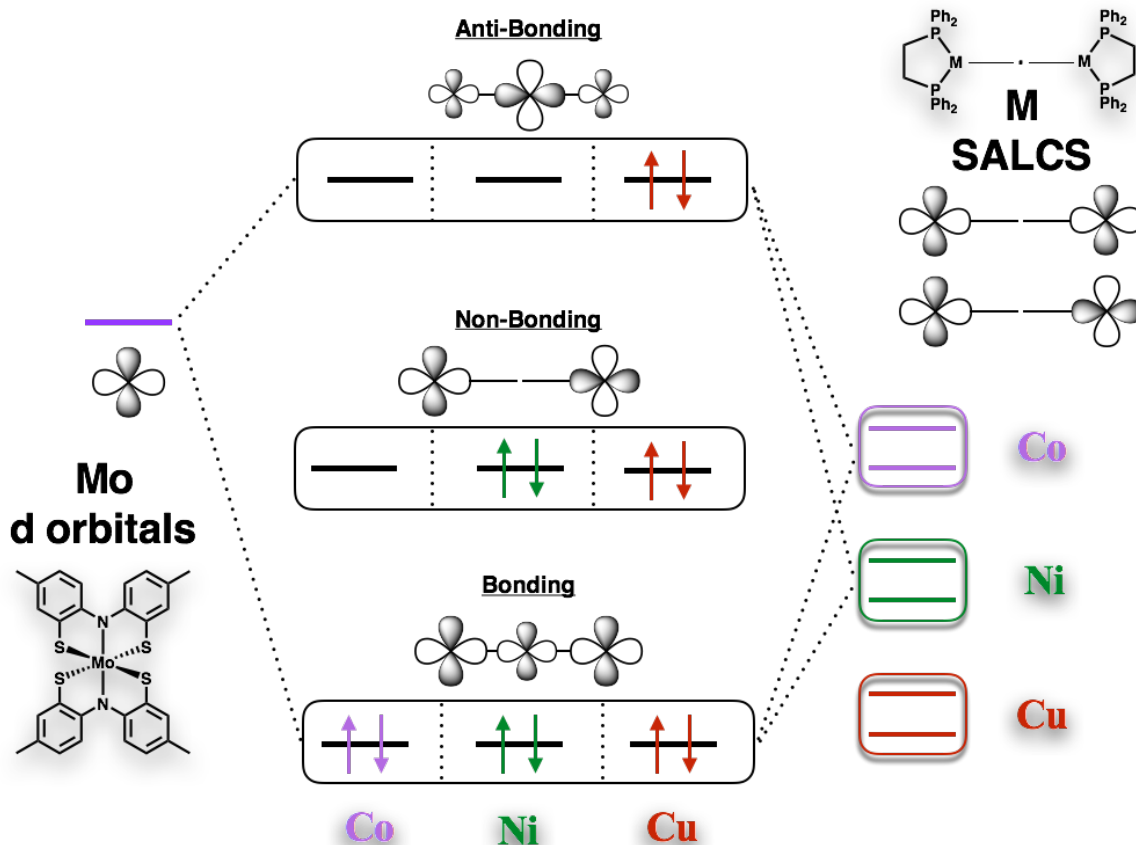 Anti-Bonding
Ph2
P
M
P
Ph2
Ph2
P
M
P
Ph2
M
SALCS
Non-Bonding
Mo
d orbitals
Co
N
S
S
Mo
S
S
N
Bonding
Ni
Cu
Co
Ni
Cu